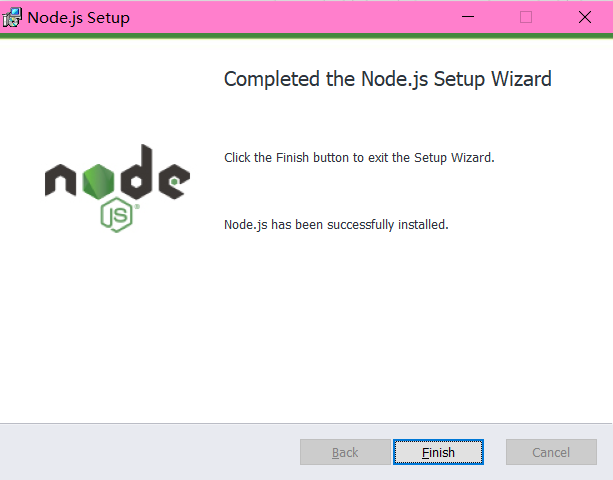 Node.js Setup
Completed the Node.js Setup Wizard
Click the Finish button to exit the Setup Wizard.
node
JS
®
Node.js has been successfully installed.
Back
Finish
Cancel